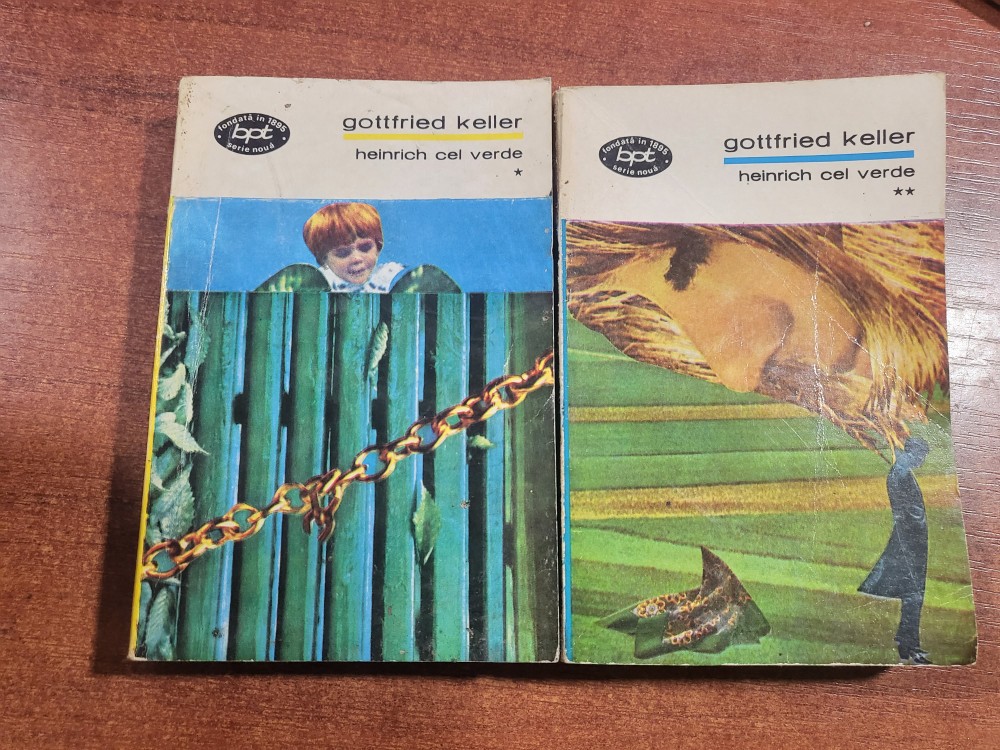 fondată în 1895
bpt
serie nouă
gottfried keller
heinrich cel verde
*
fondată în 1895
bpt
serie nouă
gottfried keller
heinrich cel verde
**